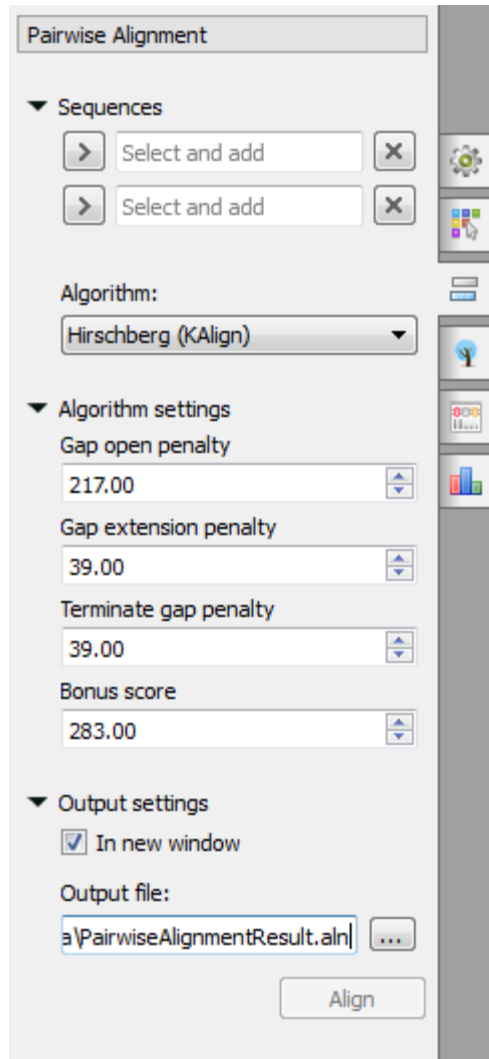 Pairwise Alignment
Sequences
Select and add
Select and add
Algorithm:
Hirschberg (KAlign)
Algorithm settings
Gap open penalty
217.00
Gap extension penalty
39.00
Terminate gap penalty
39.00
Bonus score
283.00
Output settings
In new window
Output file:
a\PairwiseAlignmentResult.aln
...
Align